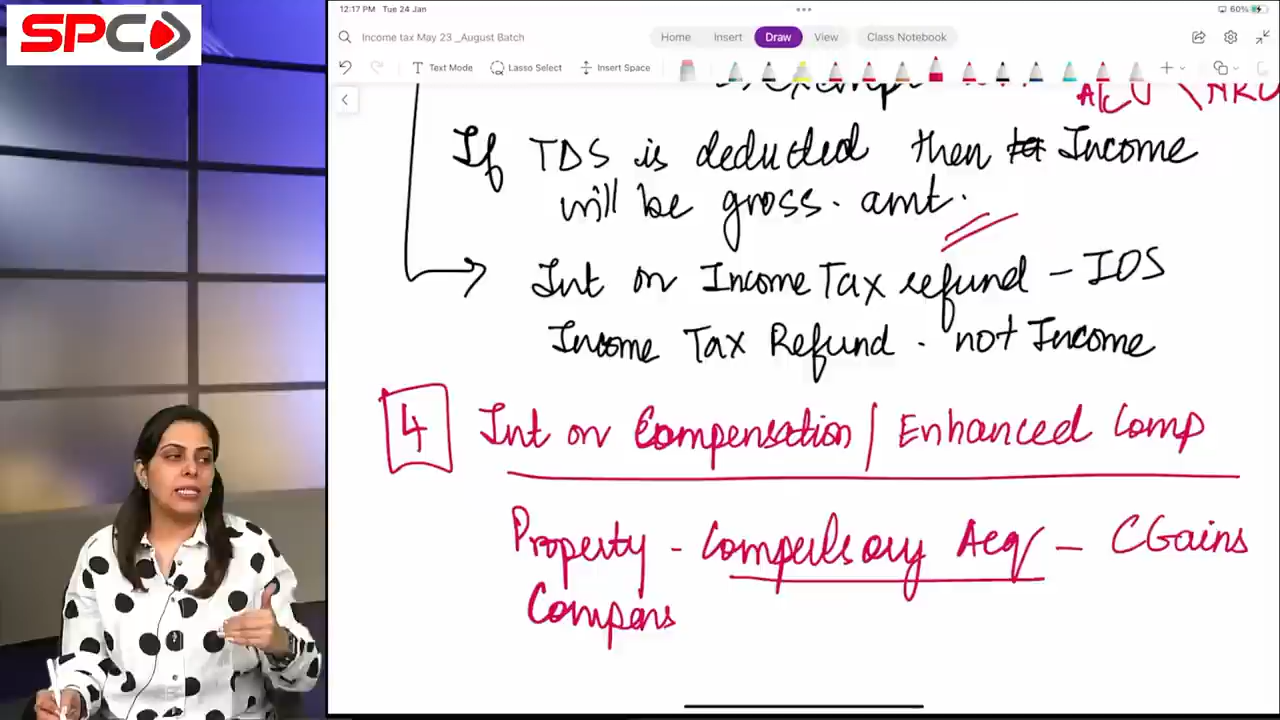 SPC
12:17 PM Tue 24 Jan
60%
Income tax May 23 _August Batch
Home Insert Draw View Class Notebook
Text Mode Lasso Select Insert Space
If TDS is deducted then Income
will be gross. amt.
Int on Income Tax refund - IOS
Income Tax Refund. not Income
4 Int on Compensation / Enhanced Comp
Property - Compulsory Acq - CGains
Compens